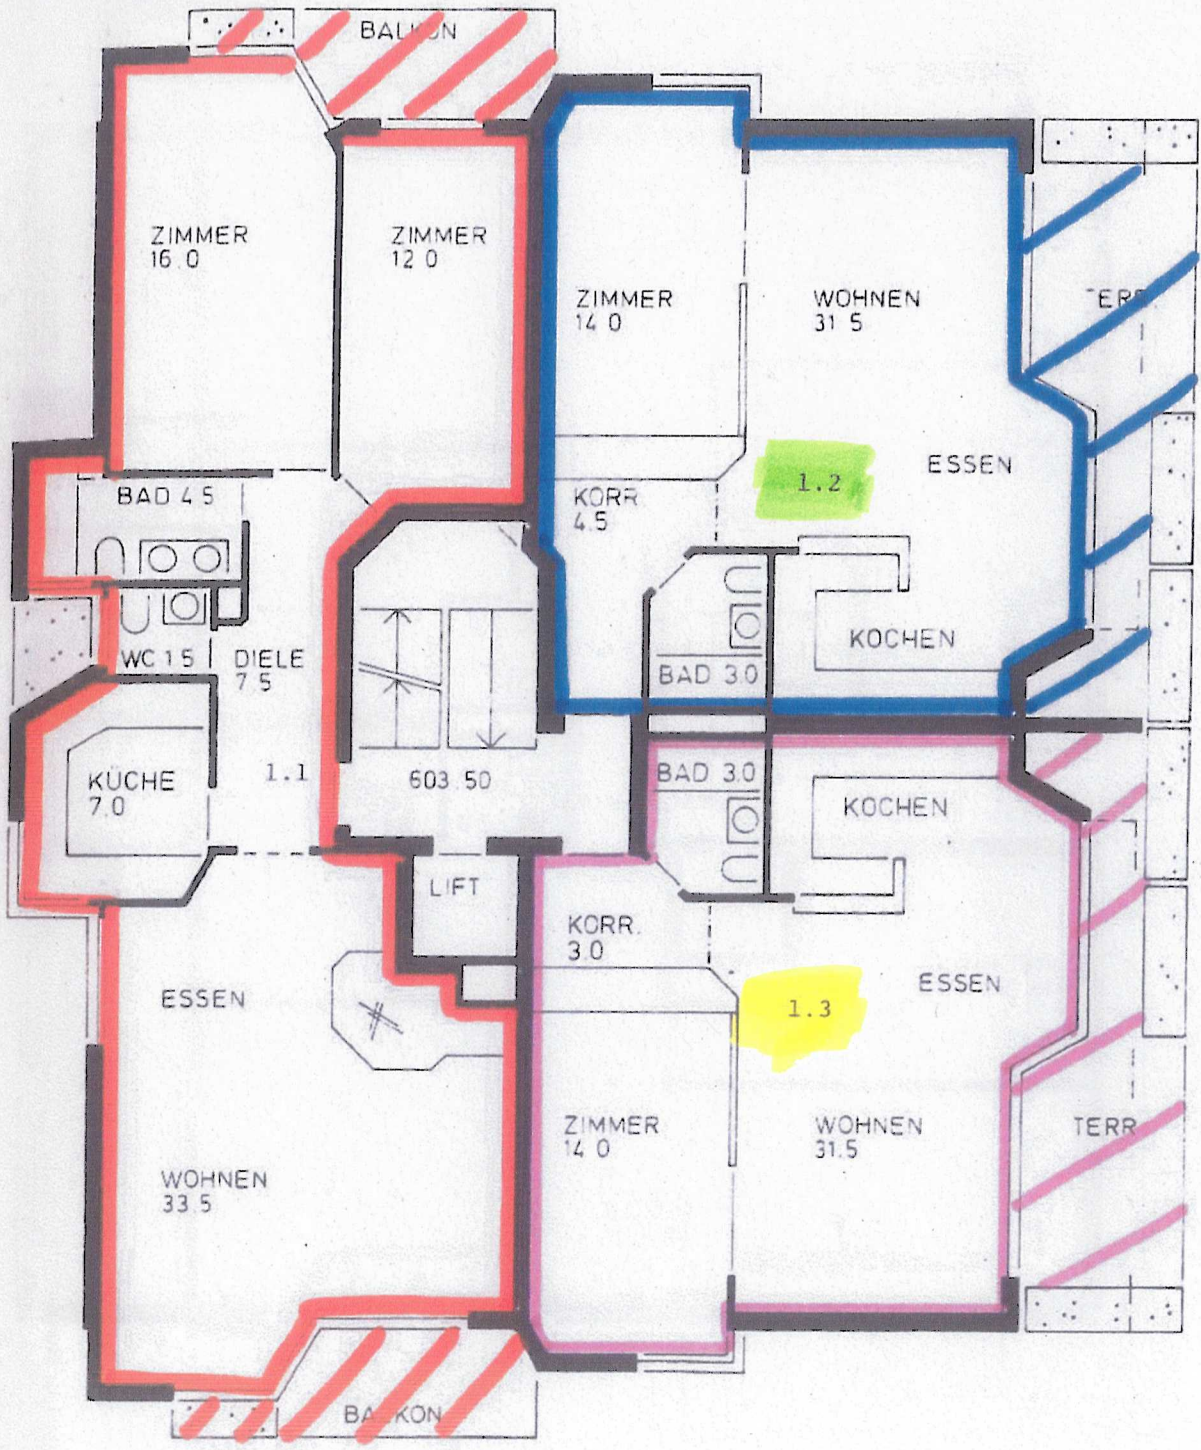 BALKON
ZIMMER
16.0
ZIMMER
12.0
ZIMMER
14.0
WOHNEN
31.5
TERR.
ESSEN
1.2
BAD 4.5
KORR.
4.5
KOCHEN
WC 1.5
DIELE
7.5
BAD 3.0
1.1
603.50
KÜCHE
7.0
BAD 3.0
KOCHEN
LIFT
KORR.
3.0
ESSEN
ESSEN
1.3
ZIMMER
14.0
WOHNEN
31.5
TERR.
WOHNEN
33.5
BALKON